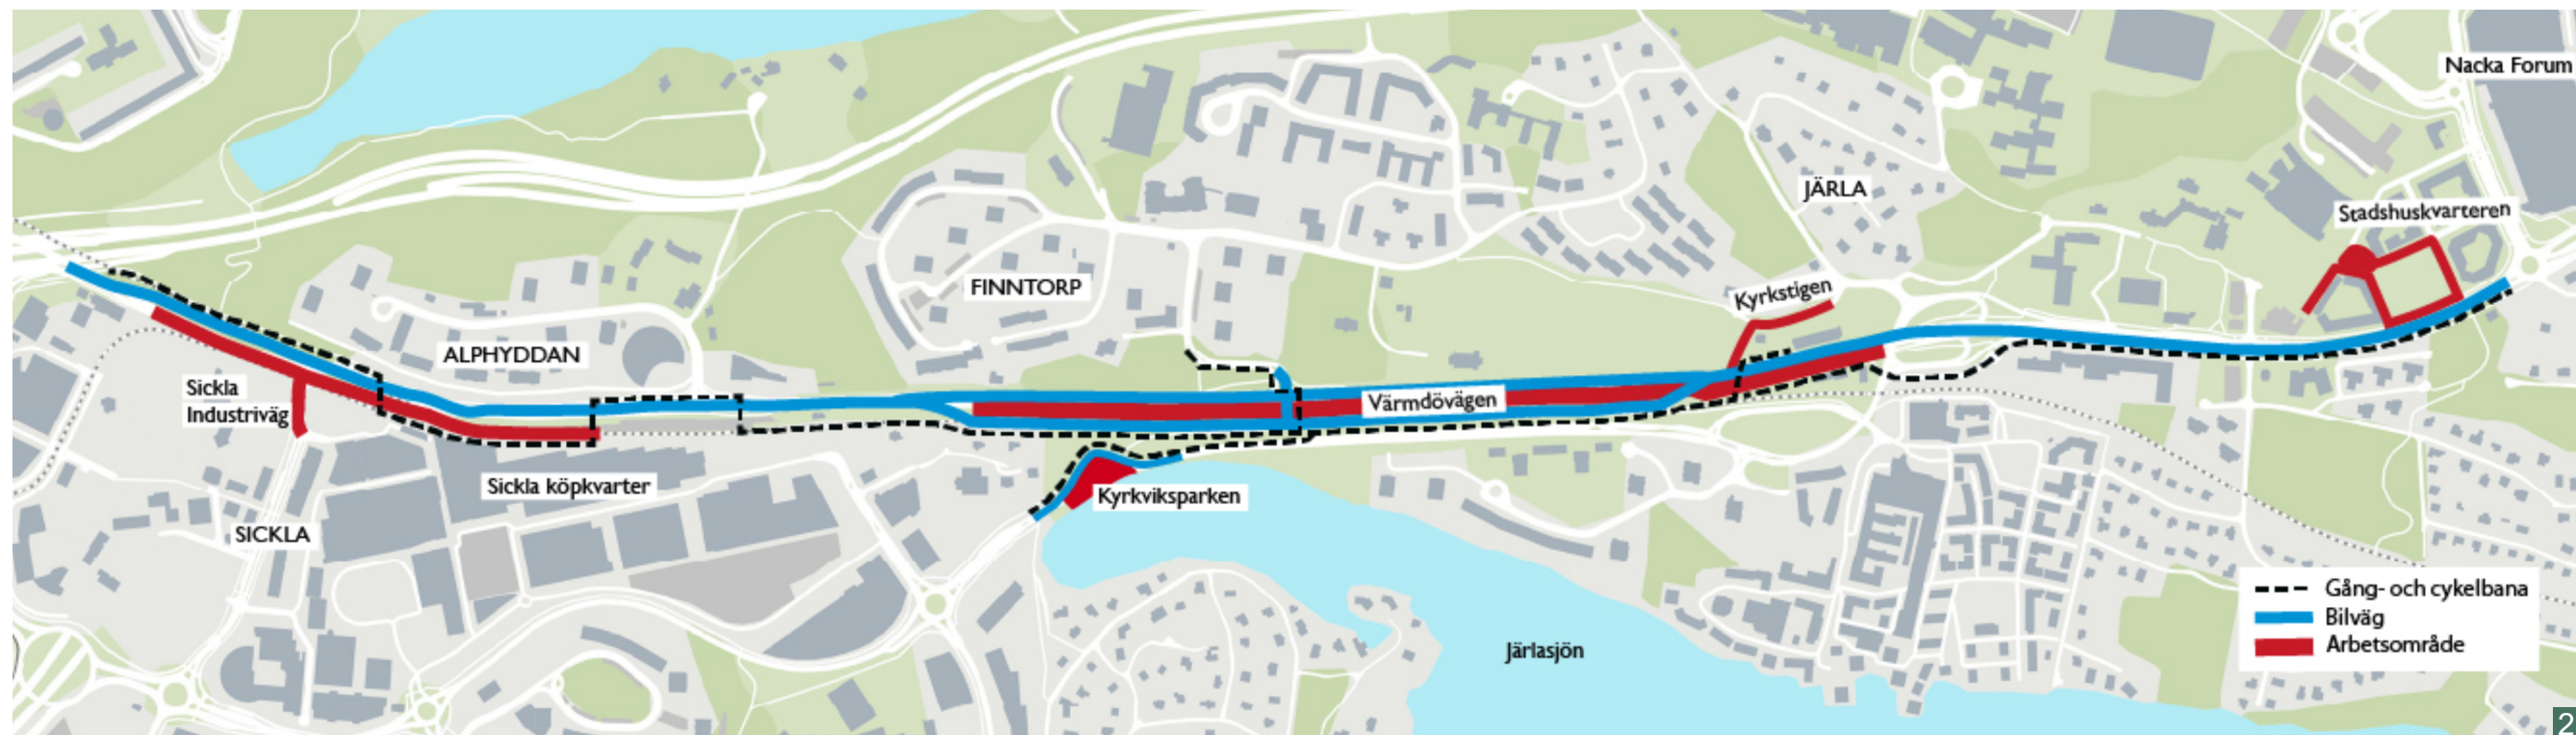 Nacka Forum
JÄRLA
Stadshuskvarteren
FINNTORP
Kyrkstigen
ALPHYDDAN
Sickla
Industriväg
Värmdövägen
Sickla köpkvarter
Kyrkviksparken
SICKLA
Gång- och cykelbana
Bilväg
Arbetsområde
Järlasjön
2